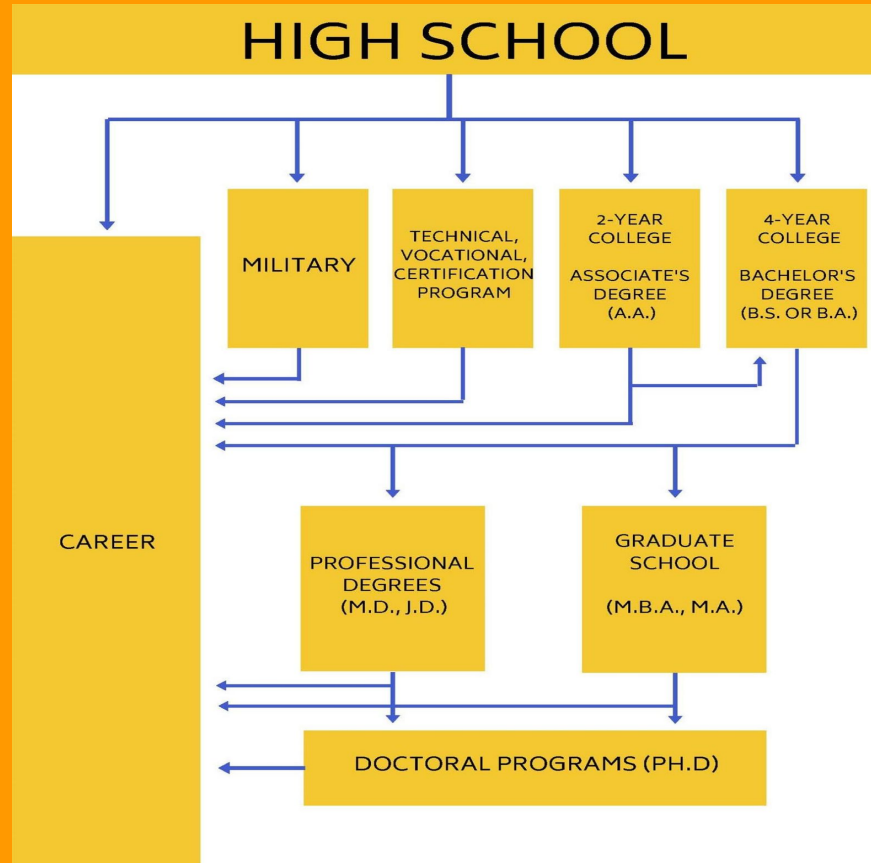 HIGH SCHOOL
MILITARY
TECHNICAL,
VOCATIONAL,
CERTIFICATION
PROGRAM
2-YEAR
COLLEGE
ASSOCIATE'S
DEGREE
(A.A.)
4-YEAR
COLLEGE
BACHELOR'S
DEGREE
(B.S. OR B.A.)
CAREER
PROFESSIONAL
DEGREES
(M.D., J.D.)
GRADUATE
SCHOOL
(M.B.A., M.A.)
DOCTORAL PROGRAMS (PH.D)